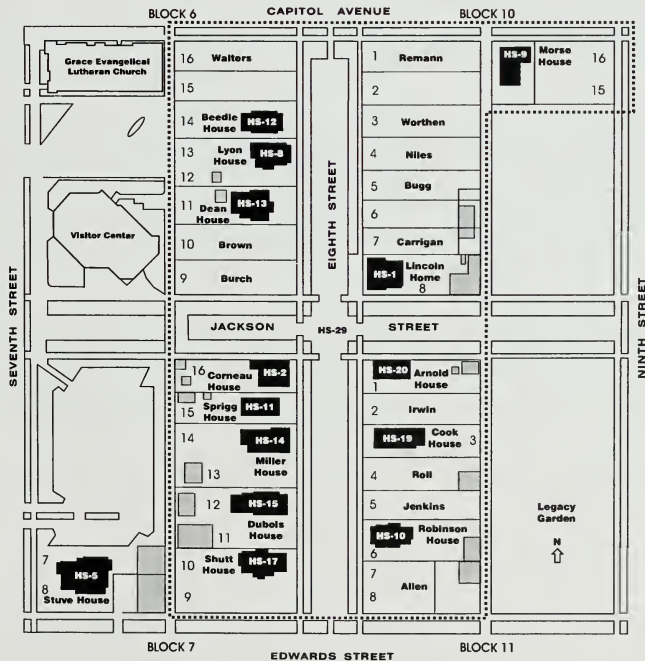 BLOCK 6
CAPITOL AVENUE
BLOCK 10
Grace Evangelical
Lutheran Church
16 Walters
15
14 Beedle
House
HS-12
13 Lyon
House
HS-8
12
11
Dean
House
HS-13
10 Brown
9 Burch
Visitor Center
SEVENTH STREET
EIGHTH STREET
NINTH STREET
1 Remann
2
3 Worthen
4 Niles
5 Bugg
6
7 Carrigan
HS-1
Lincoln
Home
8
HS-9
Morse
House
16
15
JACKSON HS-29 STREET
16 Corneau
House
HS-2
15 Sprigg
House
HS-11
14
HS-14
Miller
House
13
12
HS-15
Dubois
House
11
10 Shutt
House
HS-17
9
7
HS-5
8
Stuve House
HS-20
Arnold
House
1
2 Irwin
HS-19
Cook
House 3
4 Roll
5 Jenkins
HS-10
Robinson
House
6
7
Allen
8
Legacy
Garden
N
BLOCK 7
EDWARDS STREET
BLOCK 11